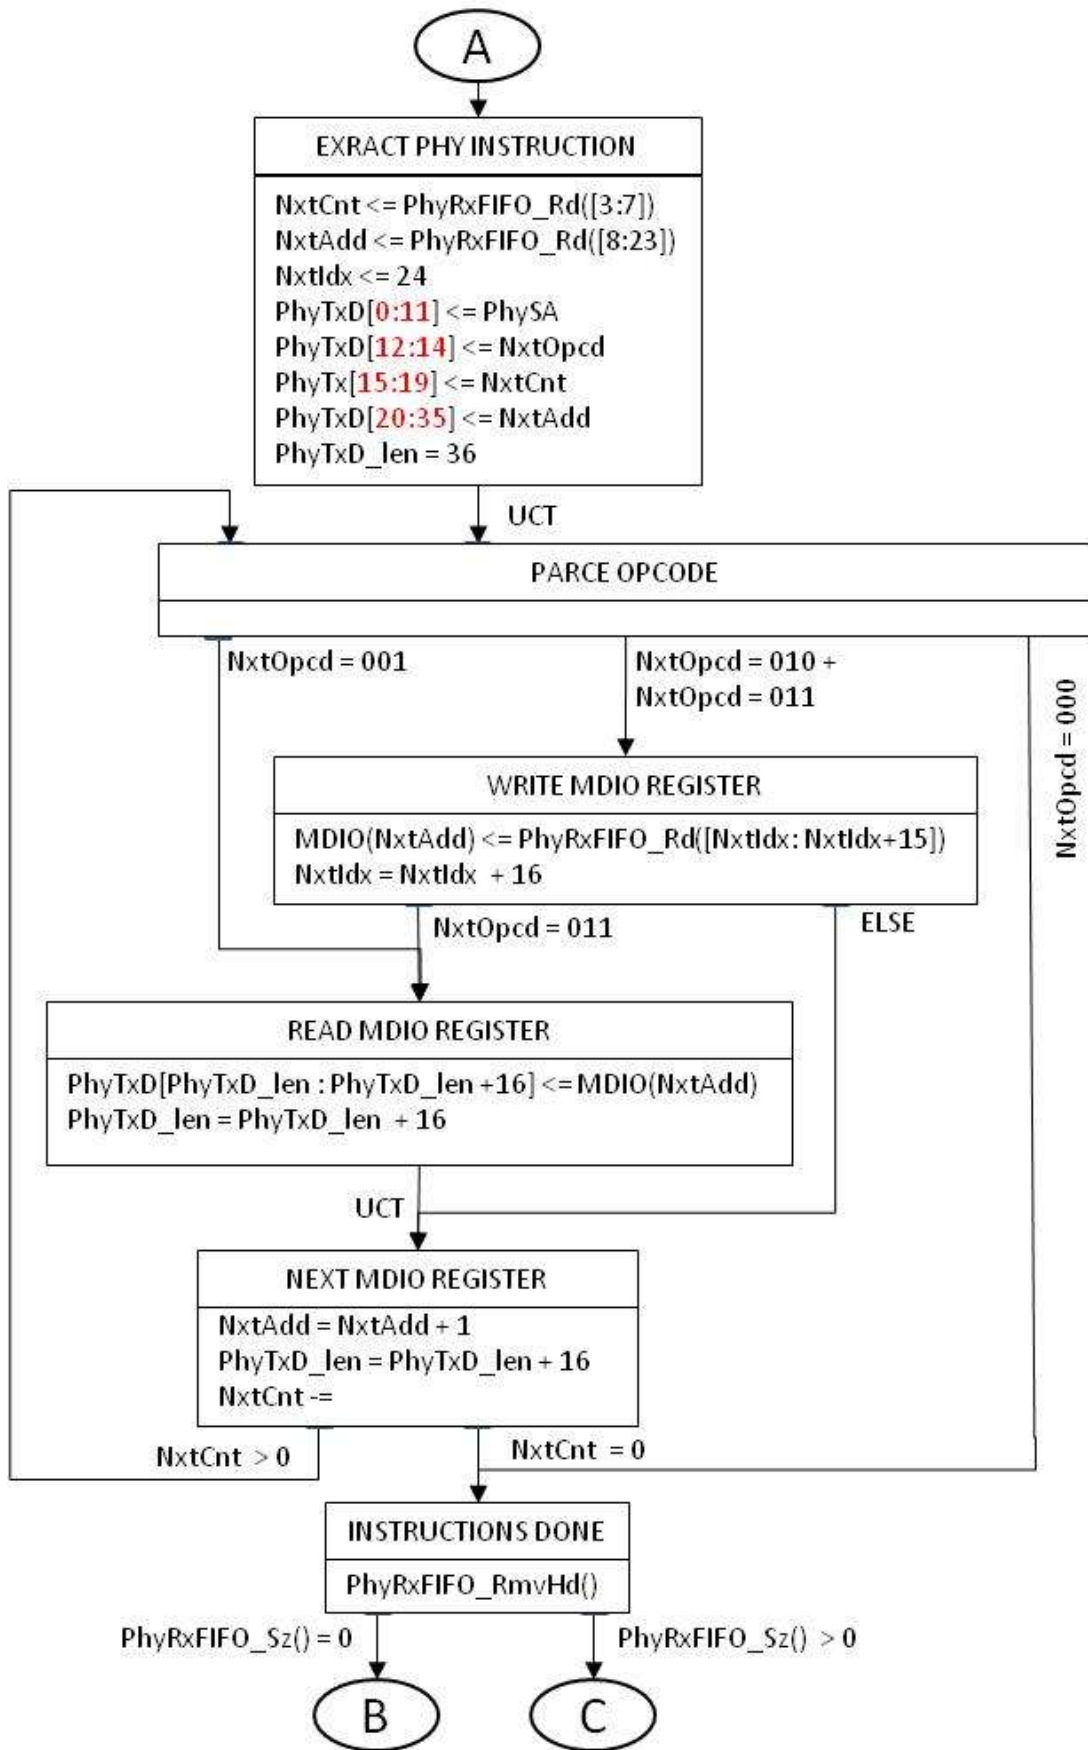 A
EXRACT PHY INSTRUCTION
NxtCnt <= PhyRxFIFO_Rd([3:7])
NxtAdd <= PhyRxFIFO_Rd([8:23])
NxtIdx <= 24
PhyTxD[0:11] <= PhySA
PhyTxD[12:14] <= NxtOpcd
PhyTx[15:19] <= NxtCnt
PhyTxD[20:35] <= NxtAdd
PhyTxD_len = 36
UCT
PARCE OPCODE
NxtOpcd = 001
NxtOpcd = 010 +
NxtOpcd = 011
NxtOpcd = 000
WRITE MDIO REGISTER
MDIO(NxtAdd) <= PhyRxFIFO_Rd([NxtIdx: NxtIdx+15])
NxtIdx = NxtIdx + 16
NxtOpcd = 011
ELSE
READ MDIO REGISTER
PhyTxD[PhyTxD_len : PhyTxD_len +16] <= MDIO(NxtAdd)
PhyTxD_len = PhyTxD_len + 16
UCT
NEXT MDIO REGISTER
NxtAdd = NxtAdd + 1
PhyTxD_len = PhyTxD_len + 16
NxtCnt -=
NxtCnt > 0
NxtCnt = 0
INSTRUCTIONS DONE
PhyRxFIFO_RmvHd()
PhyRxFIFO_Sz() = 0
PhyRxFIFO_Sz() > 0
B
C